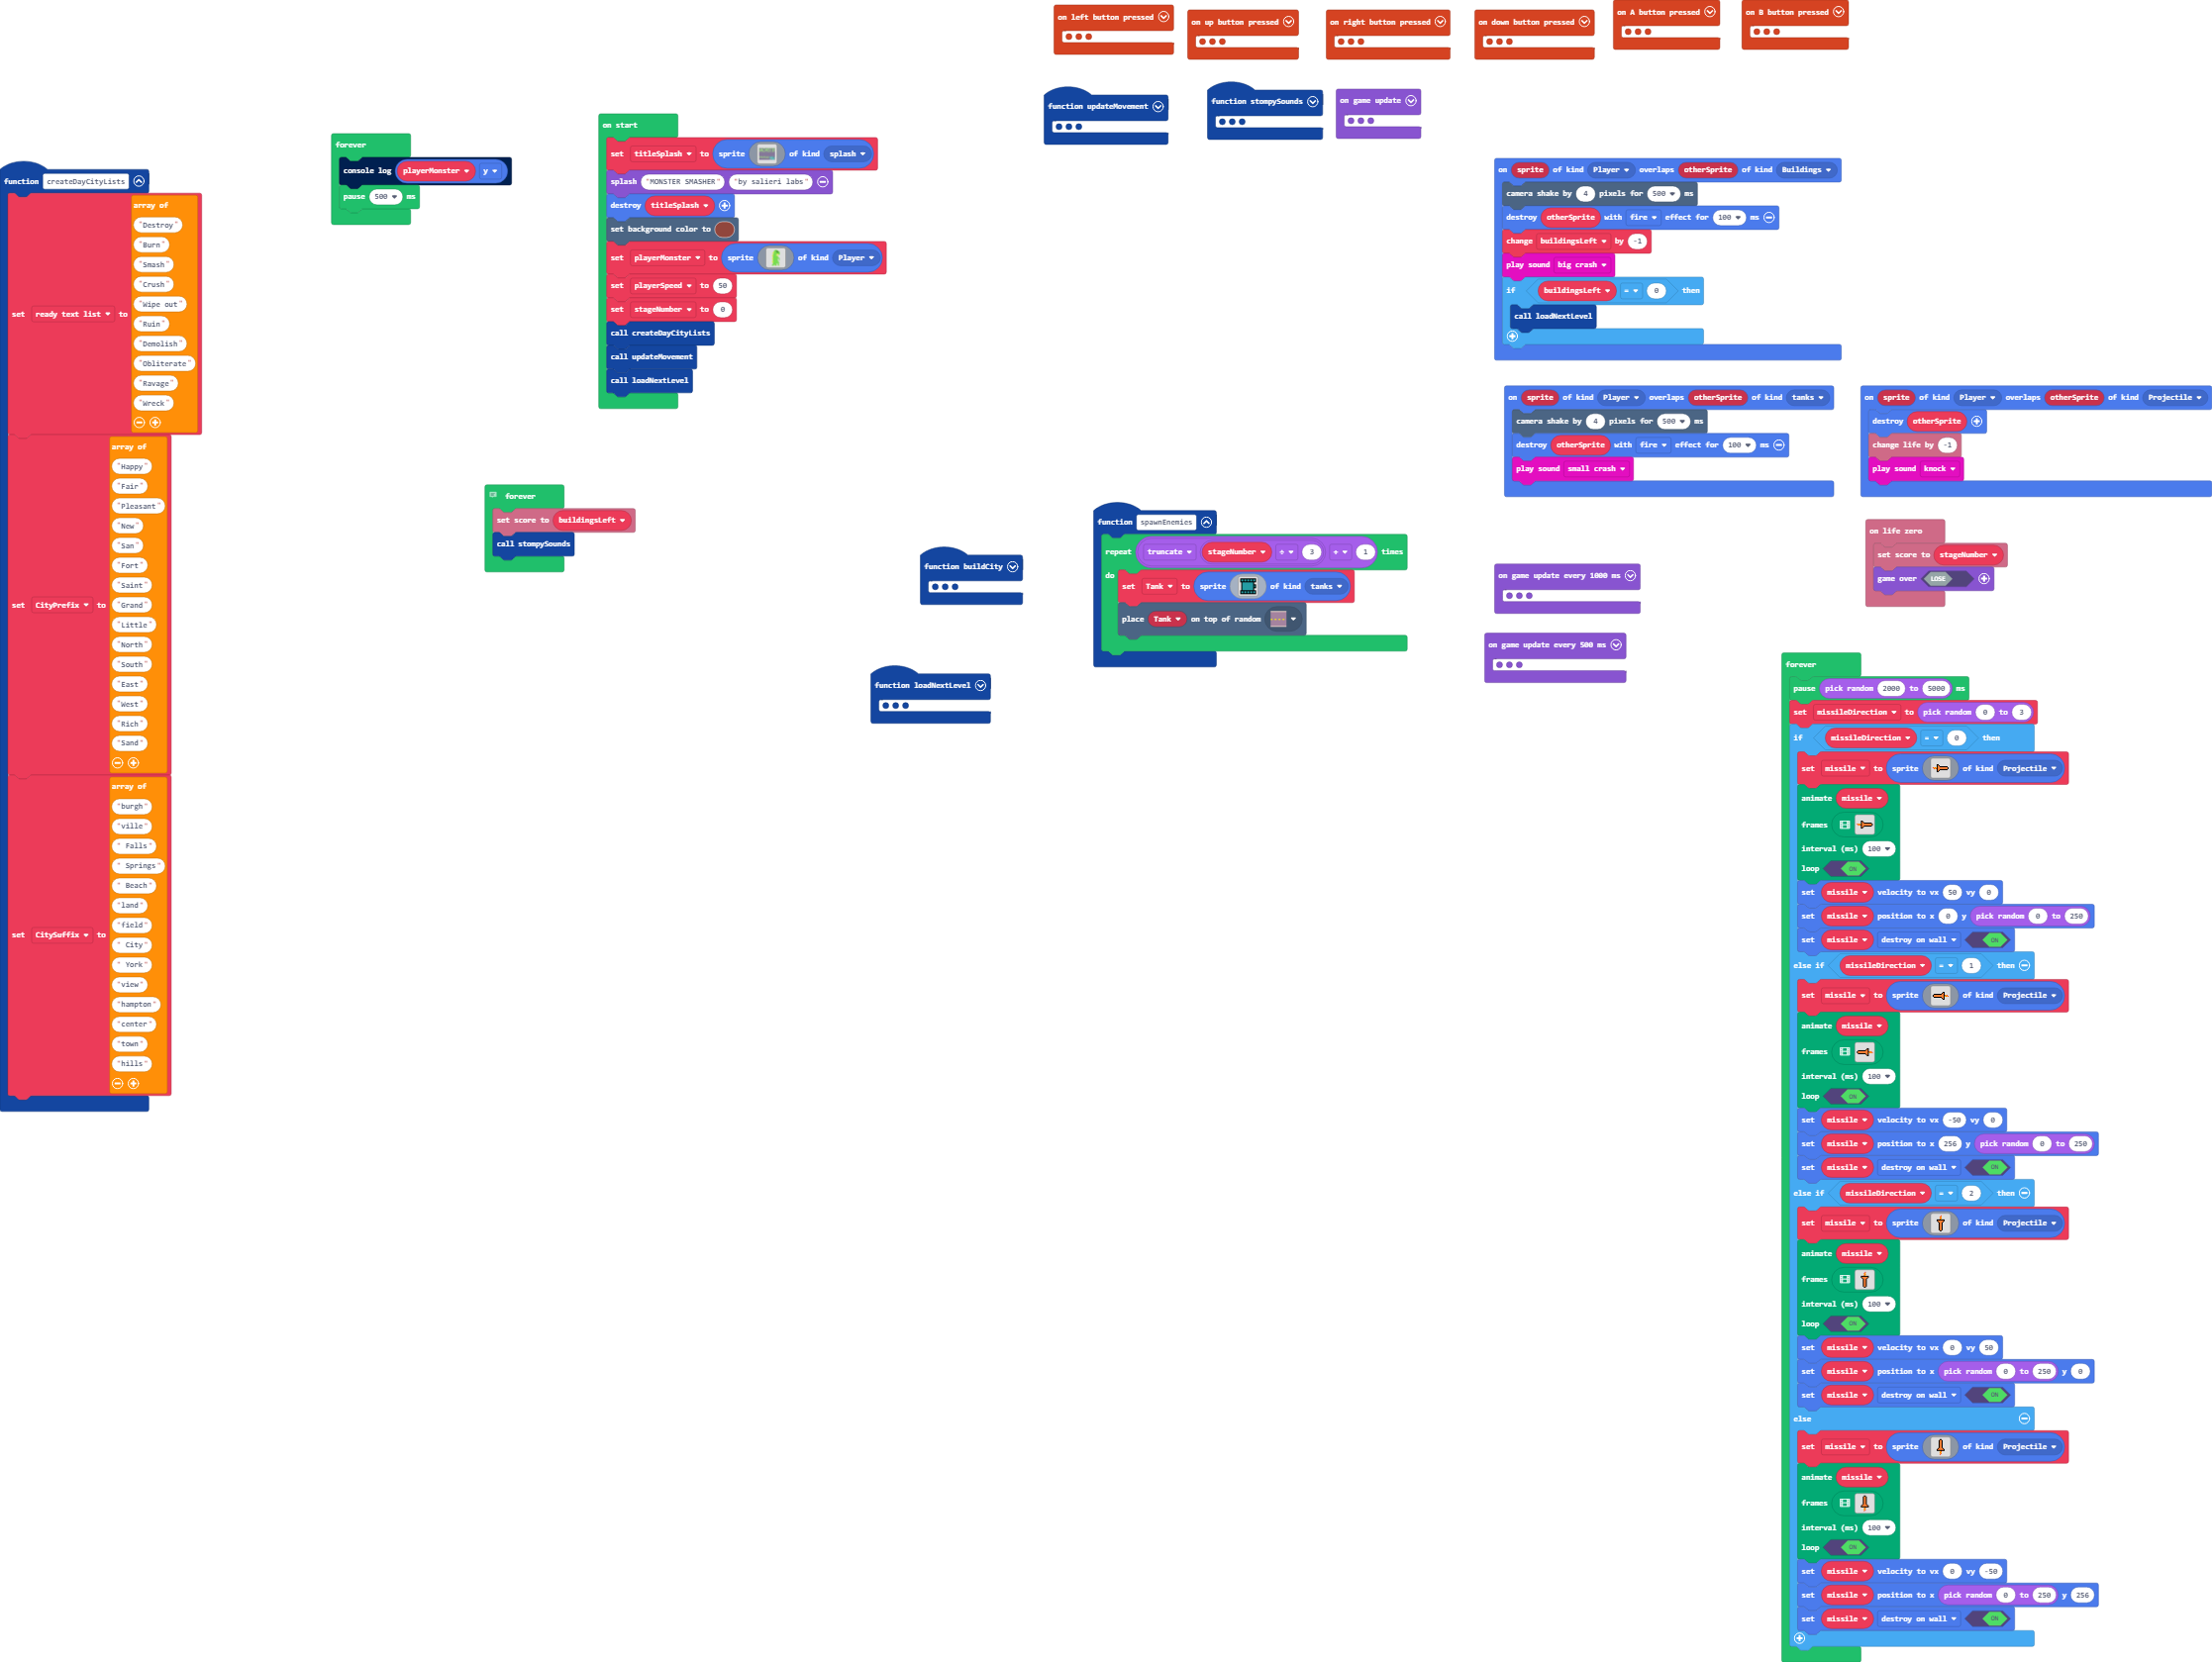 on left button pressed
on up button pressed
on right button pressed
on down button pressed
on A button pressed
on B button pressed
function updateMovement
function stompySounds
on game update
function createDayCityLists
set ready text list to
array of
"Destroy"
"Burn"
"Smash"
"Crush"
"Wipe out"
"Ruin"
"Demolish"
"Obliterate"
"Ravage"
"Wreck"
set CityPrefix to
array of
"Happy"
"Fair"
"Pleasant"
"New"
"San"
"Fort"
"Saint"
"Grand"
"Little"
"North"
"South"
"East"
"West"
"Rich"
"Sand"
set CitySuffix to
array of
"burgh"
"ville"
" Falls"
" Springs"
" Beach"
"land"
"field"
" City"
" York"
"view"
"hampton"
"center"
"town"
"hills"
forever
console log playerMonster y
pause 500 ms
on start
set titleSplash to sprite of kind splash
splash "MONSTER SMASHER" "by salieri labs"
destroy titleSplash
set background color to
set playerMonster to sprite of kind Player
set playerSpeed to 50
set stageNumber to 0
call createDayCityLists
call updateMovement
call loadNextLevel
forever
set score to buildingsLeft
call stompySounds
function buildCity
function loadNextLevel
function spawnEnemies
repeat truncate stageNumber ÷ 3 + 1 times
do
set Tank to sprite of kind tanks
place Tank on top of random
on sprite of kind Player overlaps otherSprite of kind Buildings
camera shake by 4 pixels for 500 ms
destroy otherSprite with fire effect for 100 ms
change buildingsLeft by -1
play sound big crash
if buildingsLeft = 0 then
call loadNextLevel
on sprite of kind Player overlaps otherSprite of kind tanks
camera shake by 4 pixels for 500 ms
destroy otherSprite with fire effect for 100 ms
play sound small crash
on sprite of kind Player overlaps otherSprite of kind Projectile
destroy otherSprite
change life by -1
play sound knock
on life zero
set score to stageNumber
game over LOSE
on game update every 1000 ms
on game update every 500 ms
forever
pause pick random 2000 to 5000 ms
set missileDirection to pick random 0 to 3
if missileDirection = 0 then
set missile to sprite of kind Projectile
animate missile
frames
interval (ms) 100
loop ON
set missile velocity to vx 50 vy 0
set missile position to x 0 y pick random 0 to 250
set missile destroy on wall ON
else if missileDirection = 1 then
set missile to sprite of kind Projectile
animate missile
frames
interval (ms) 100
loop ON
set missile velocity to vx -50 vy 0
set missile position to x 256 y pick random 0 to 250
set missile destroy on wall ON
else if missileDirection = 2 then
set missile to sprite of kind Projectile
animate missile
frames
interval (ms) 100
loop ON
set missile velocity to vx 0 vy 50
set missile position to x pick random 0 to 250 y 0
set missile destroy on wall ON
else
set missile to sprite of kind Projectile
animate missile
frames
interval (ms) 100
loop ON
set missile velocity to vx 0 vy -50
set missile position to x pick random 0 to 250 y 256
set missile destroy on wall ON